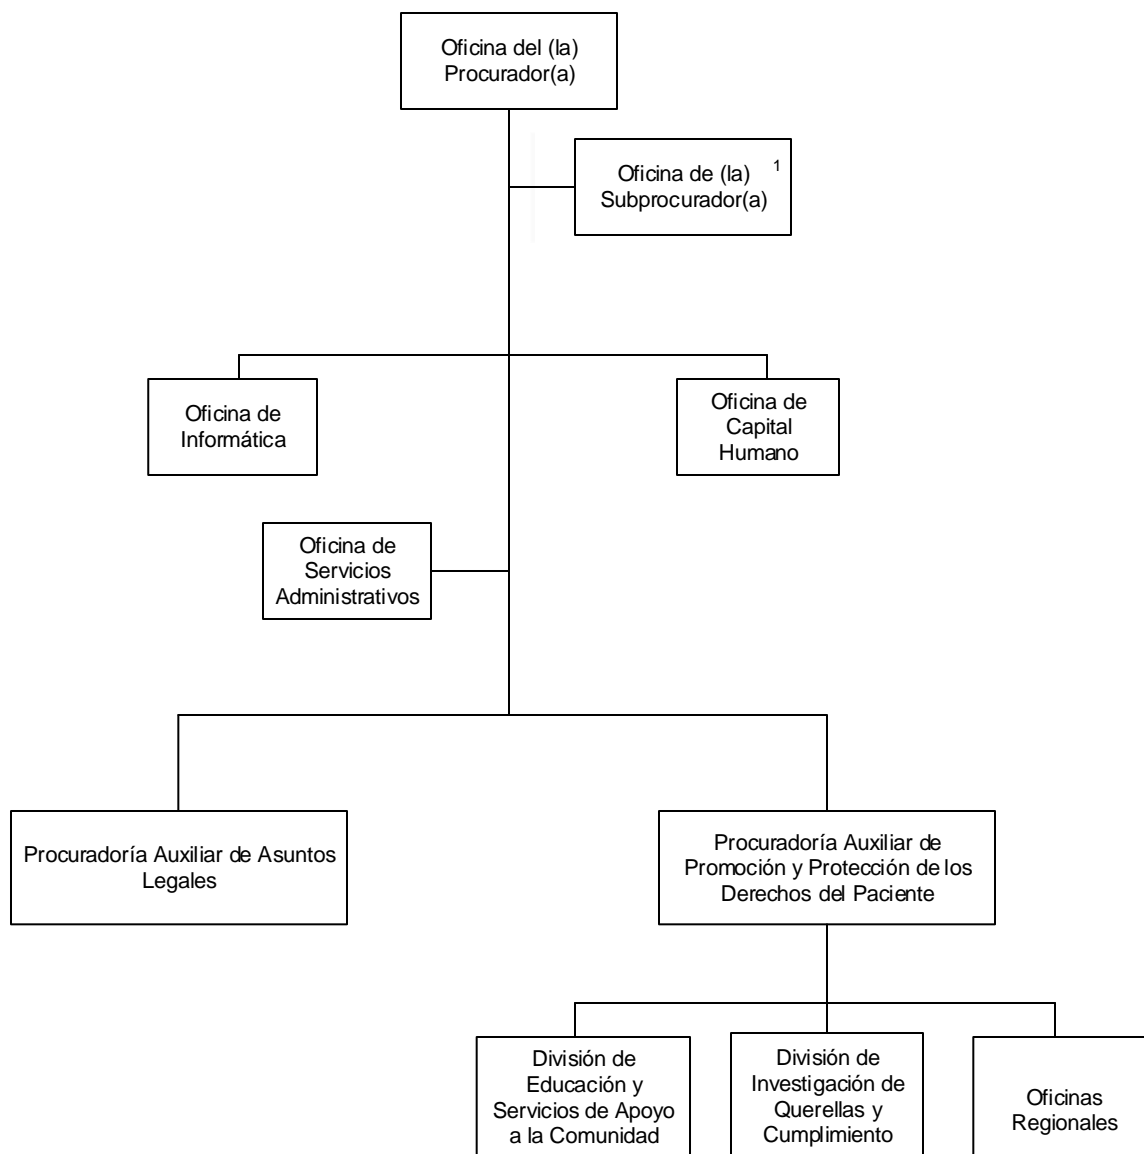 Oficina del (la)
Procurador(a)
Oficina de (la) 1
Subprocurador(a)
Oficina de
Informática
Oficina de
Capital
Humano
Oficina de
Servicios
Administrativos
Procuradoría Auxiliar de Asuntos
Legales
Procuradoría Auxiliar de
Promoción y Protección de los
Derechos del Paciente
División de
Educación y
Servicios de Apoyo
a la Comunidad
División de
Investigación de
Querellas y
Cumplimiento
Oficinas
Regionales